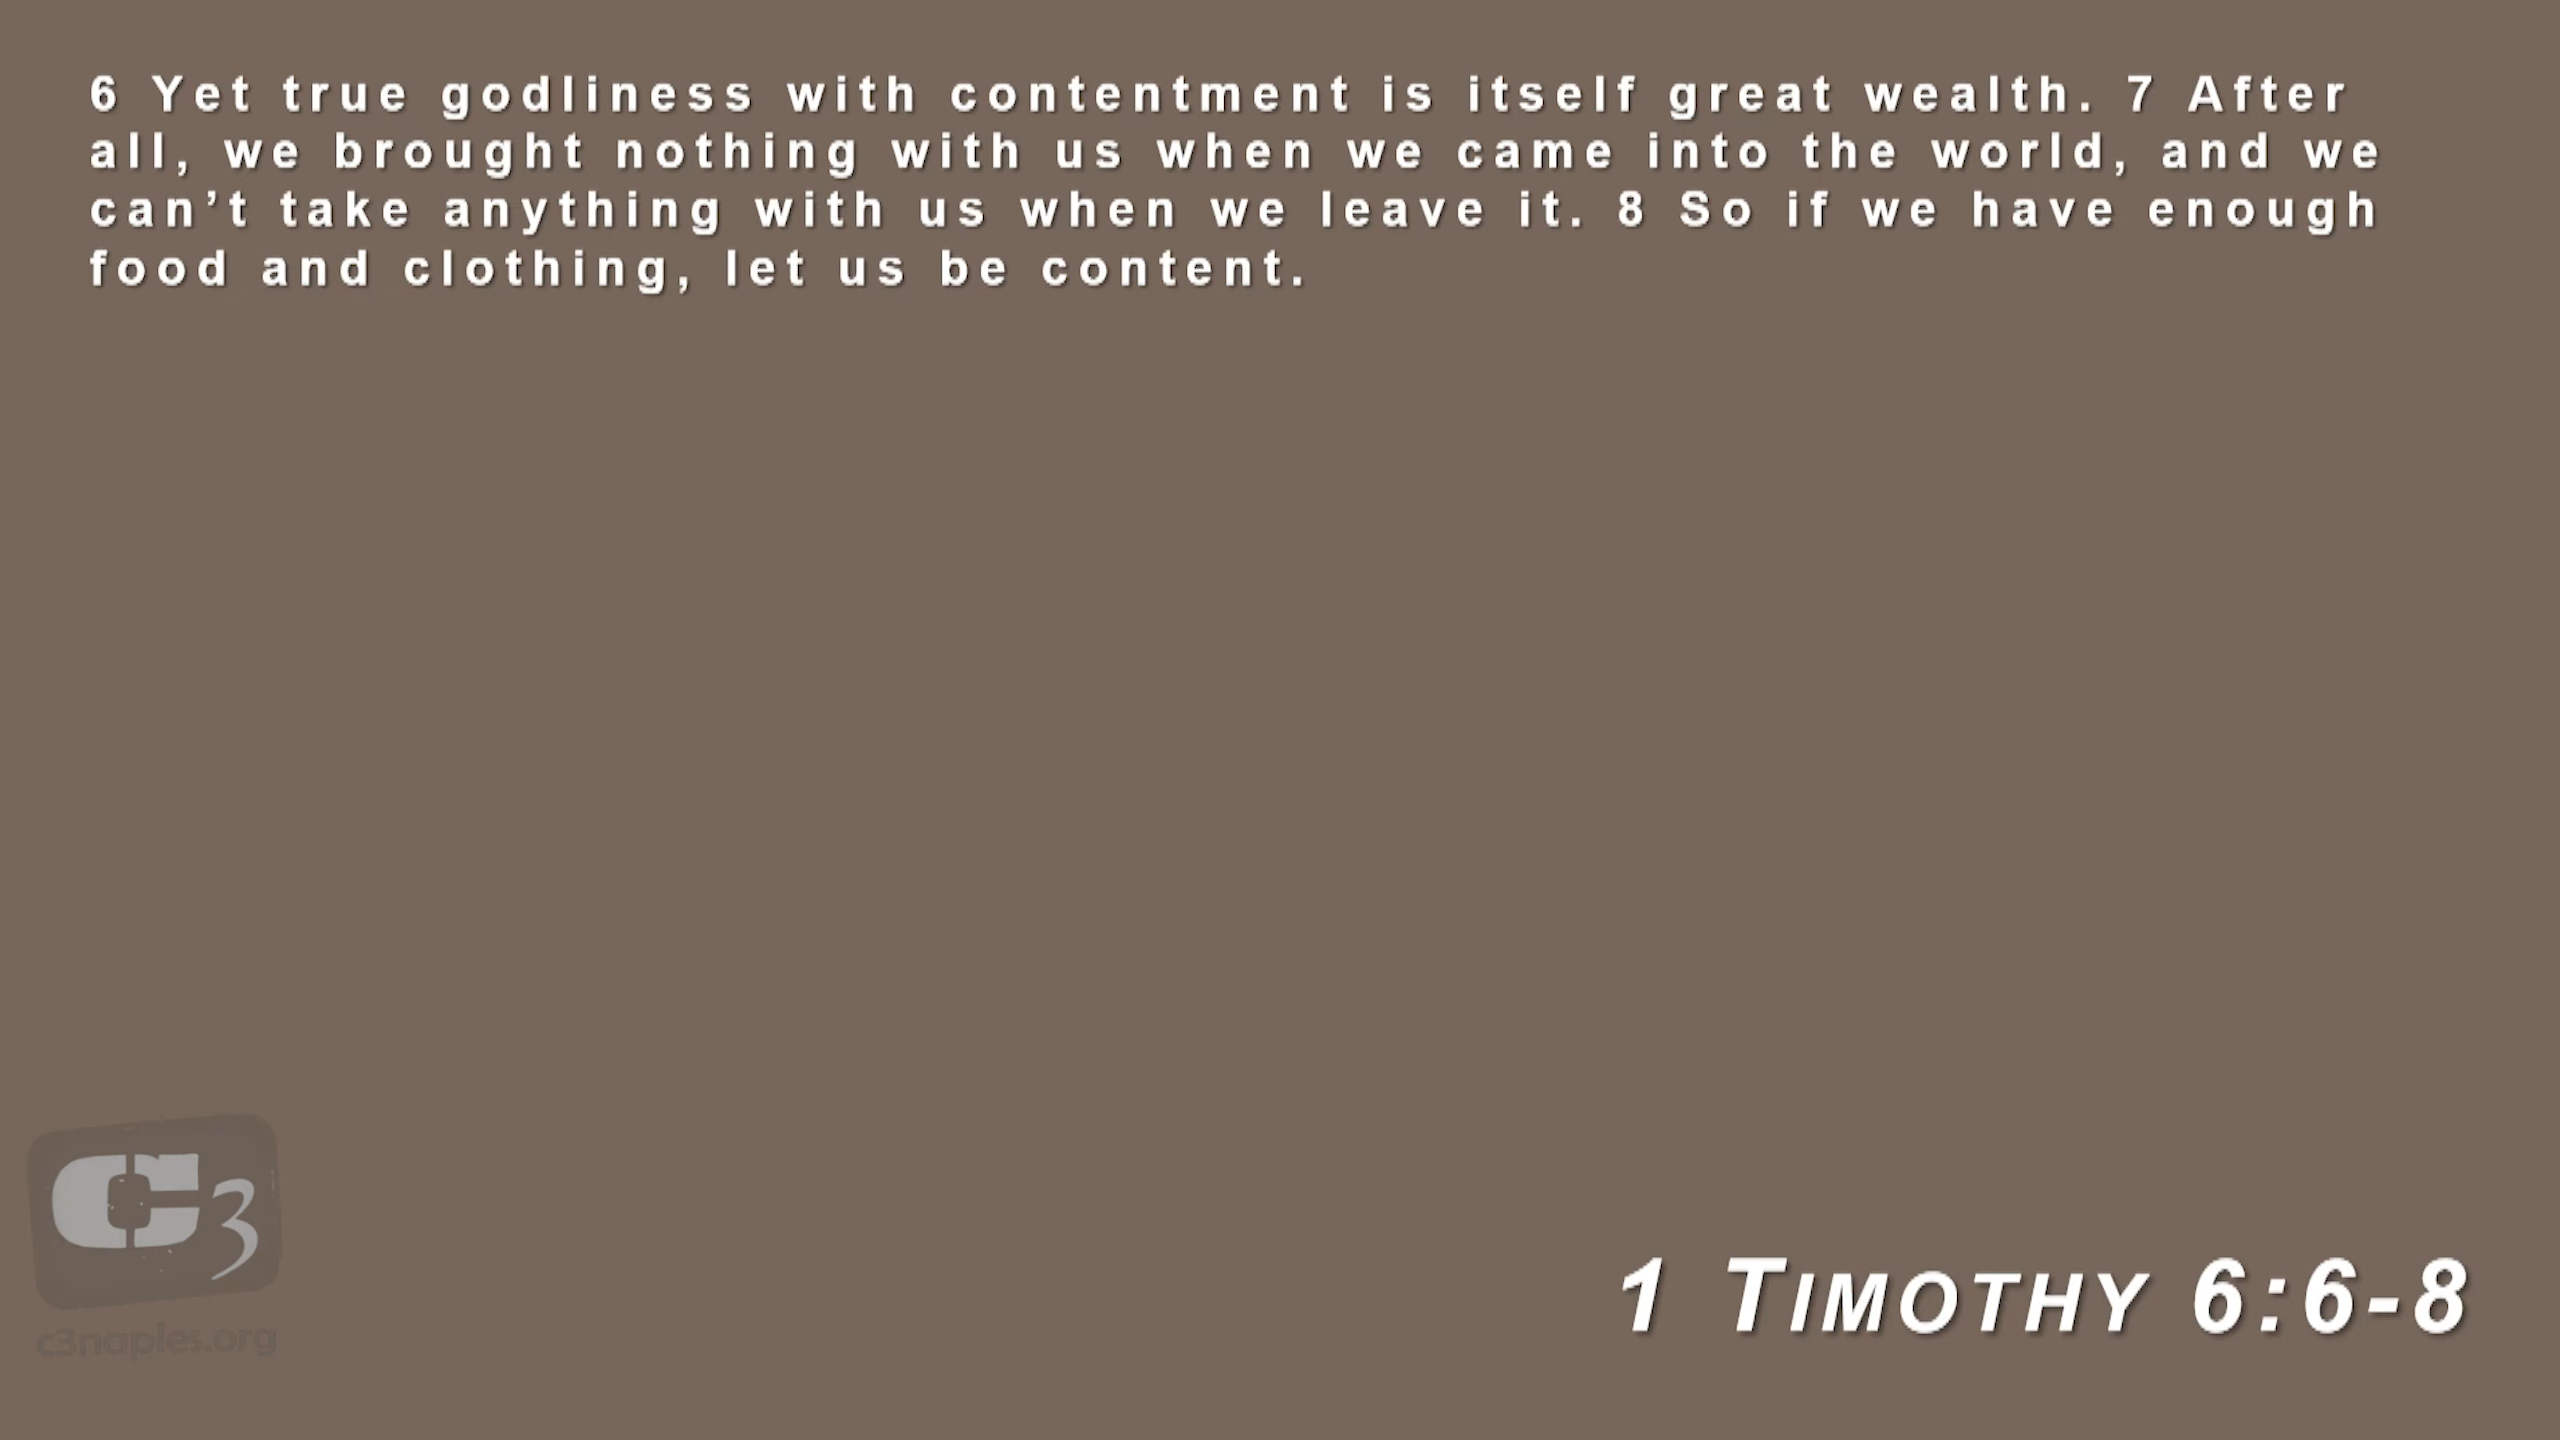 6 Yet true godliness with contentment is itself great wealth. 7 After
all, we brought nothing with us when we came into the world, and we
can’t take anything with us when we leave it. 8 So if we have enough
food and clothing, let us be content.
C3
c3naples.org
1 TIMOTHY 6:6-8